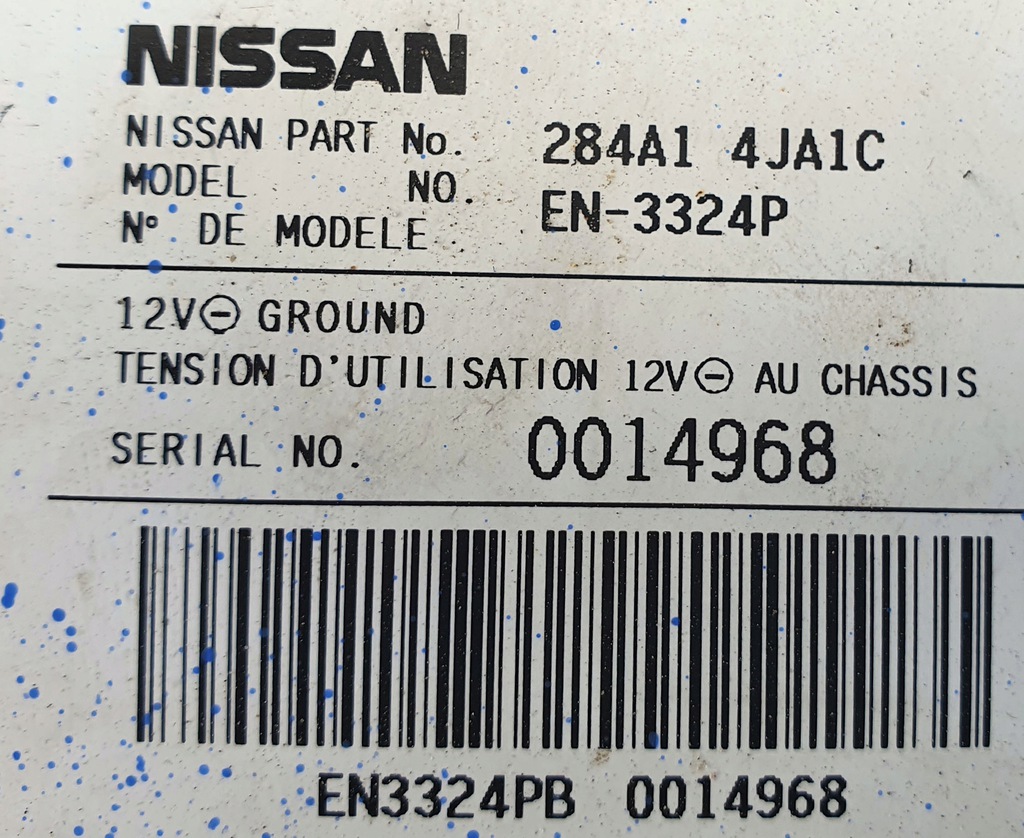 NISSAN
NISSAN PART No. 284A1 4JA1C
MODEL NO. EN-3324P
N° DE MODELE
12V⊖ GROUND
TENSION D'UTILISATION 12V⊖ AU CHASSIS
SERIAL NO. 0014968
EN3324PB 0014968